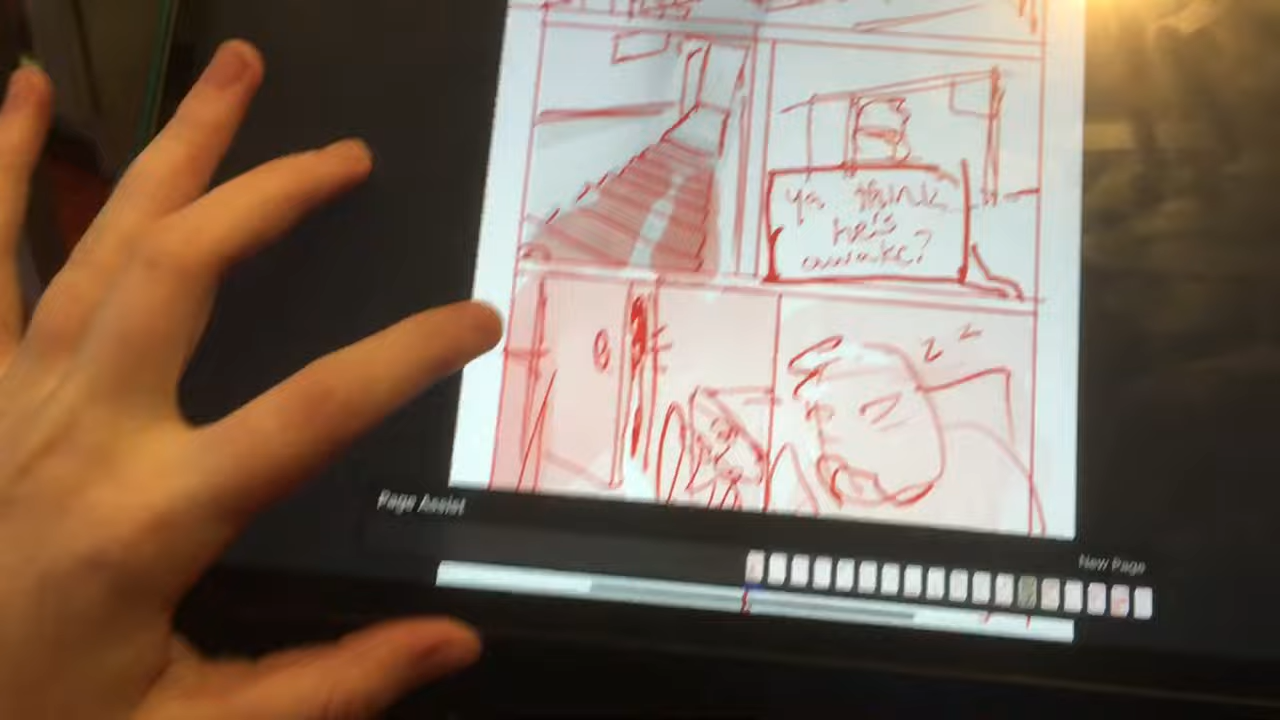 ya think
he's
awake?
z z
Page Assist
New Page